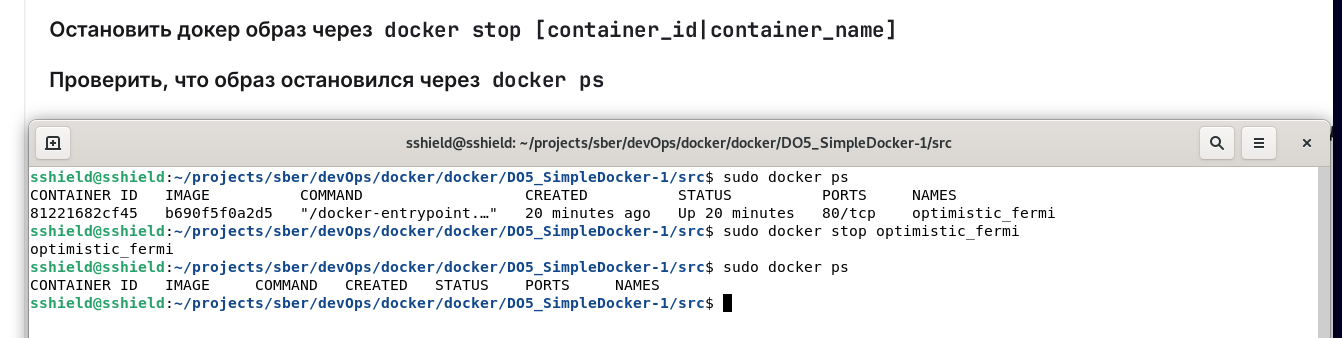 Остановить докер образ через docker stop [container_id|container_name]
Проверить, что образ остановился через docker ps
sshield@sshield: ~/projects/sber/devOps/docker/docker/DO5_SimpleDocker-1/src
sshield@sshield:~/projects/sber/devOps/docker/docker/DO5_SimpleDocker-1/src$ sudo docker ps
CONTAINER ID   IMAGE          COMMAND                  CREATED          STATUS          PORTS     NAMES
81221682cf45   b690f5f0a2d5   "/docker-entrypoint.…"   20 minutes ago   Up 20 minutes   80/tcp    optimistic_fermi
sshield@sshield:~/projects/sber/devOps/docker/docker/DO5_SimpleDocker-1/src$ sudo docker stop optimistic_fermi
optimistic_fermi
sshield@sshield:~/projects/sber/devOps/docker/docker/DO5_SimpleDocker-1/src$ sudo docker ps
CONTAINER ID   IMAGE     COMMAND   CREATED   STATUS    PORTS     NAMES
sshield@sshield:~/projects/sber/devOps/docker/docker/DO5_SimpleDocker-1/src$